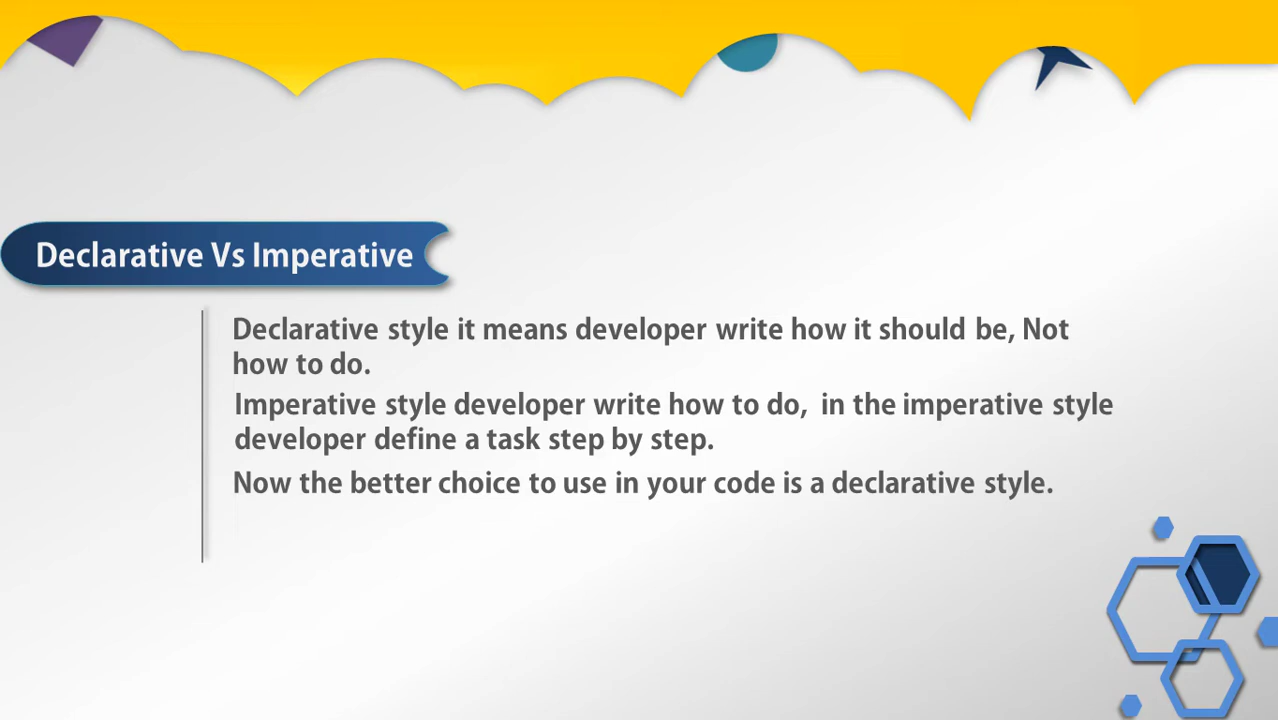 Declarative Vs Imperative
Declarative style it means developer write how it should be, Not
how to do.
Imperative style developer write how to do, in the imperative style
developer define a task step by step.
Now the better choice to use in your code is a declarative style.